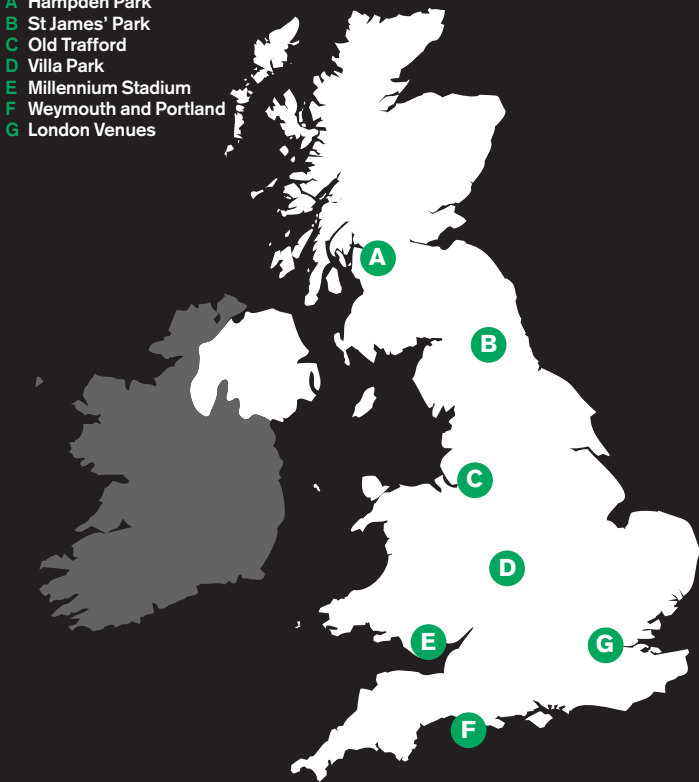 A Hampden Park
B St James’ Park
C Old Trafford
D Villa Park
E Millennium Stadium
F Weymouth and Portland
G London Venues
A
B
C
D
E
G
F